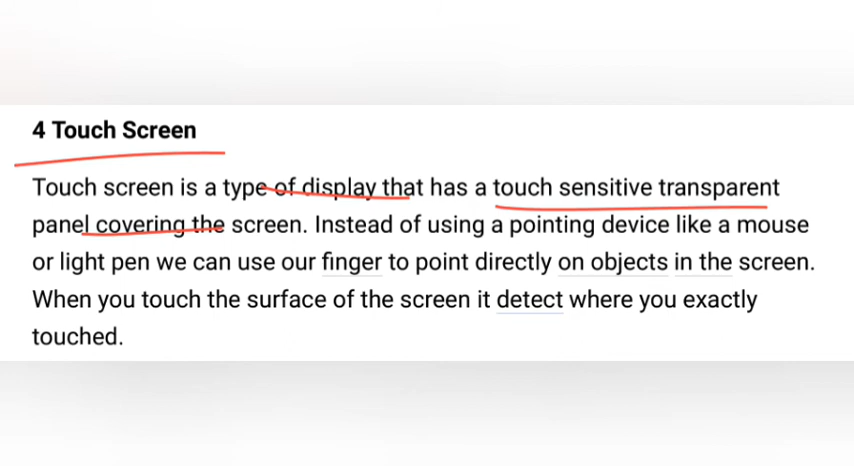 4 Touch Screen
Touch screen is a type of display that has a touch sensitive transparent
panel covering the screen. Instead of using a pointing device like a mouse
or light pen we can use our finger to point directly on objects in the screen.
When you touch the surface of the screen it detect where you exactly
touched.